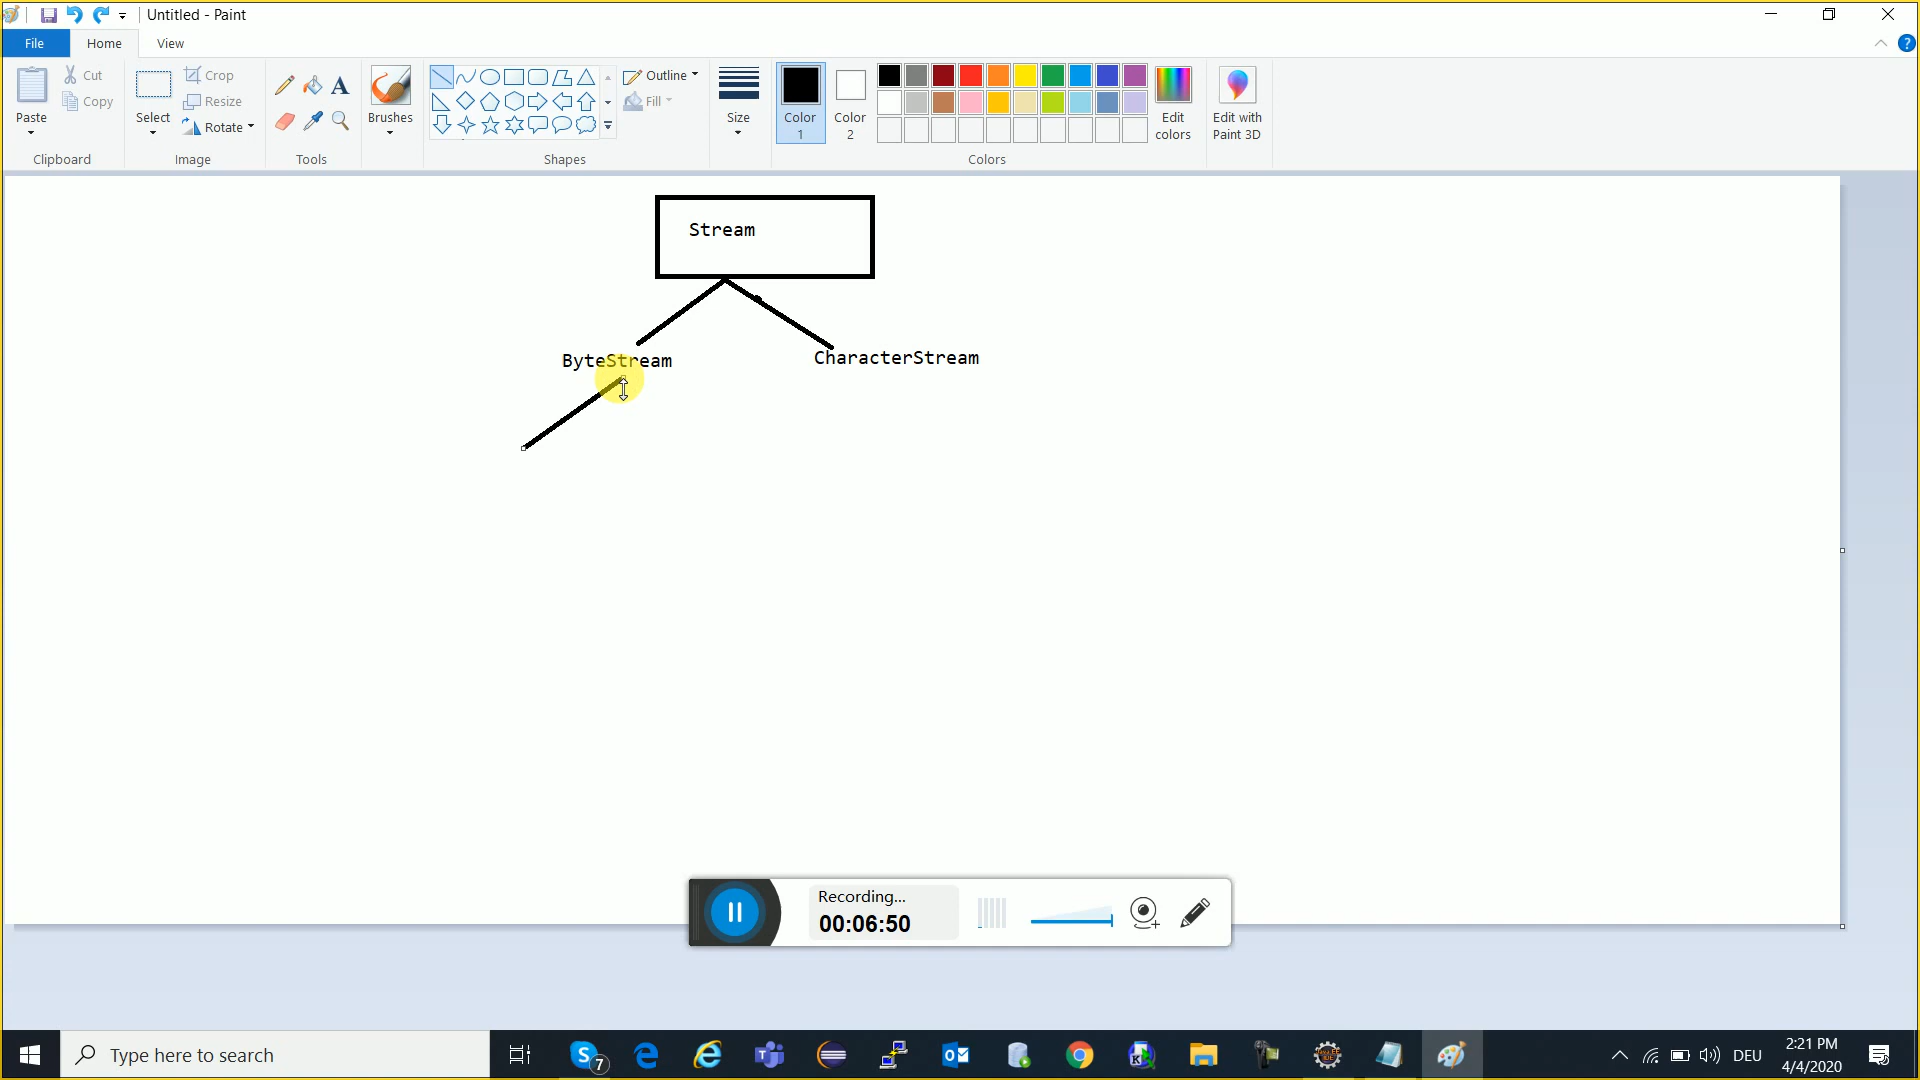 Untitled - Paint
File
Home
View
Paste
Cut
Copy
Clipboard
Select
Crop
Resize
Rotate
Image
Tools
Brushes
Shapes
Outline
Fill
Size
Color
1
Color
2
Colors
Edit
colors
Edit with
Paint 3D
Stream
ByteStream
CharacterStream
Recording...
00:06:50
Type here to search
7
DEU
2:21 PM
4/4/2020